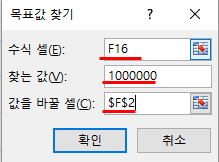 목표값 찾기
수식 셀(E): F16
찾는 값(V): 1000000
값을 바꿀 셀(C): $F$2
확인 취소